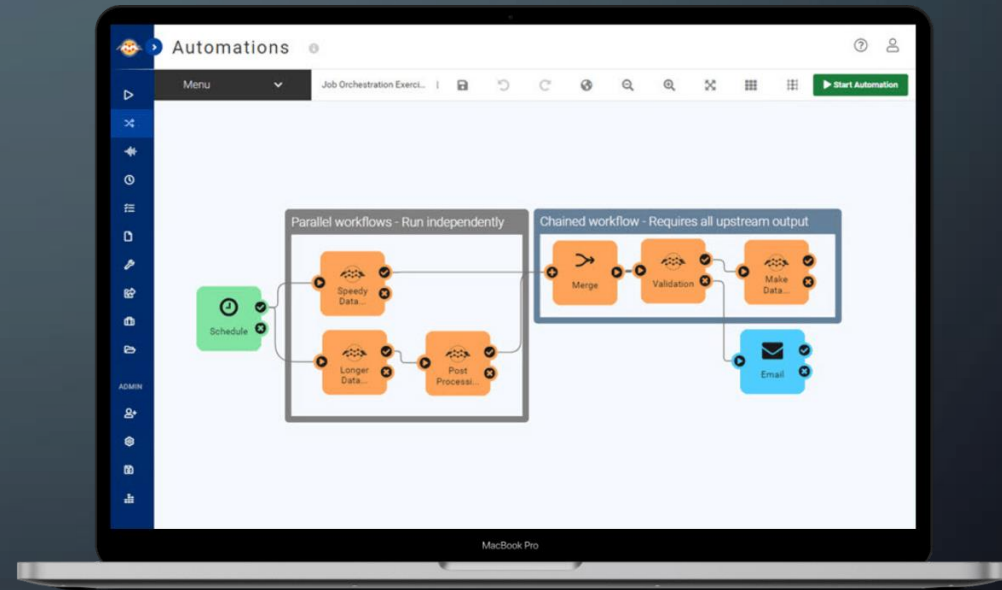 Automations
Menu
Job Orchestration Exerci...
Start Automation
ADMIN
Parallel workflows - Run independently
Chained workflow - Requires all upstream output
Schedule
Speedy
Data...
Longer
Data...
Post
Processi...
Merge
Validation
Make
Data...
Email
MacBook Pro